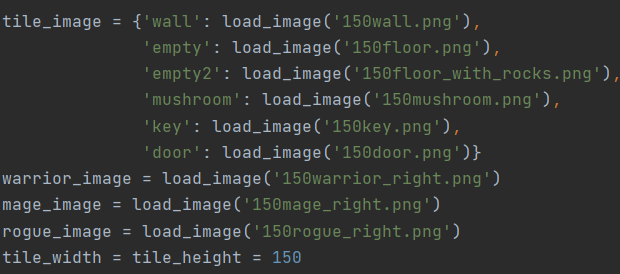 tile_image = {'wall': load_image('150wall.png'),
              'empty': load_image('150floor.png'),
              'empty2': load_image('150floor_with_rocks.png'),
              'mushroom': load_image('150mushroom.png'),
              'key': load_image('150key.png'),
              'door': load_image('150door.png')}
warrior_image = load_image('150warrior_right.png')
mage_image = load_image('150mage_right.png')
rogue_image = load_image('150rogue_right.png')
tile_width = tile_height = 150